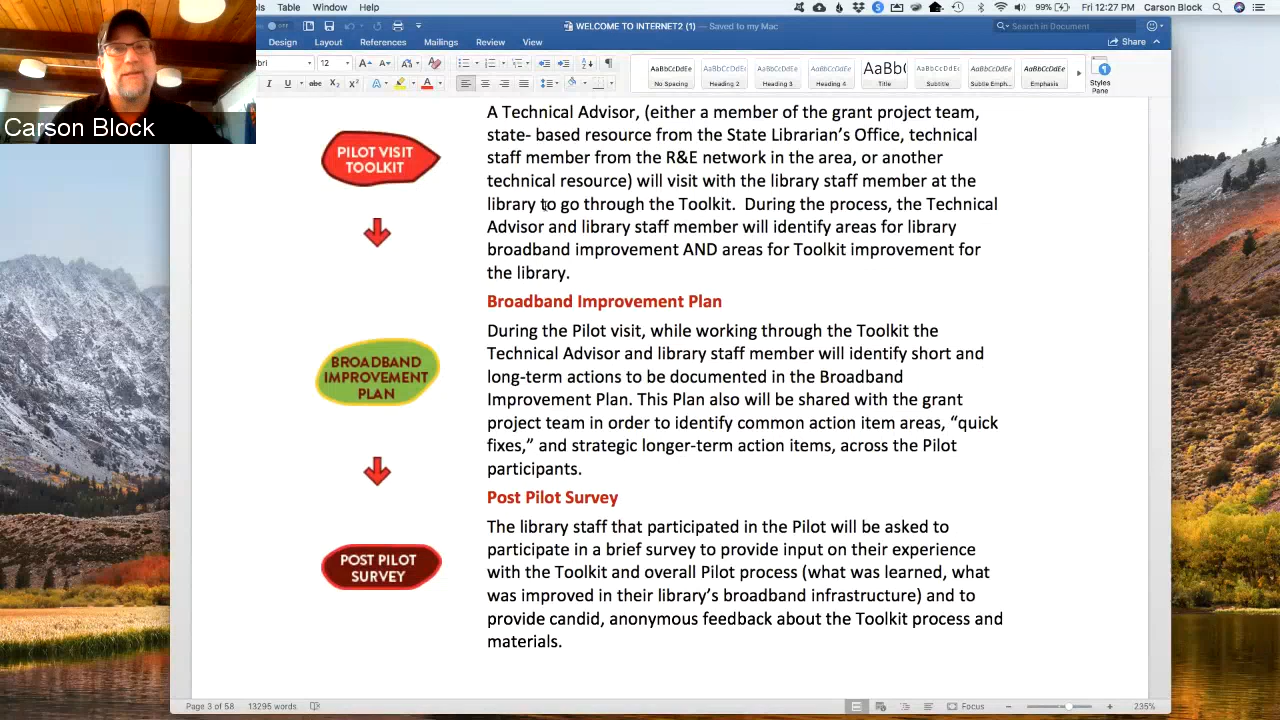 Table Window Help
99% Fri 12:27 PM Carson Block
WELCOME TO INTERNET2 (1) — Saved to my Mac
Search in Document
Design Layout References Mailings Review View
Share
12
AaBbCcDdE AaBbCcDdEe AaBbCcDdE AaBbCcDdEe AaBb( AaBbCcDdE AaBbCcDdEe AaBbCcDdEe
No Spacing Heading 2 Heading 3 Heading 4 Title Subtitle Subtle Emph... Emphasis
Styles
Pane
Carson Block
A Technical Advisor, (either a member of the grant project team,
state- based resource from the State Librarian’s Office, technical
staff member from the R&E network in the area, or another
technical resource) will visit with the library staff member at the
library to go through the Toolkit.  During the process, the Technical
Advisor and library staff member will identify areas for library
broadband improvement AND areas for Toolkit improvement for
the library.
PILOT VISIT
TOOLKIT
Broadband Improvement Plan
During the Pilot visit, while working through the Toolkit the
Technical Advisor and library staff member will identify short and
long-term actions to be documented in the Broadband
Improvement Plan. This Plan also will be shared with the grant
project team in order to identify common action item areas, “quick
fixes,” and strategic longer-term action items, across the Pilot
participants.
BROADBAND
IMPROVEMENT
PLAN
Post Pilot Survey
The library staff that participated in the Pilot will be asked to
participate in a brief survey to provide input on their experience
with the Toolkit and overall Pilot process (what was learned, what
was improved in their library’s broadband infrastructure) and to
provide candid, anonymous feedback about the Toolkit process and
materials.
POST PILOT
SURVEY
Page 3 of 58 13295 words
Focus
235%